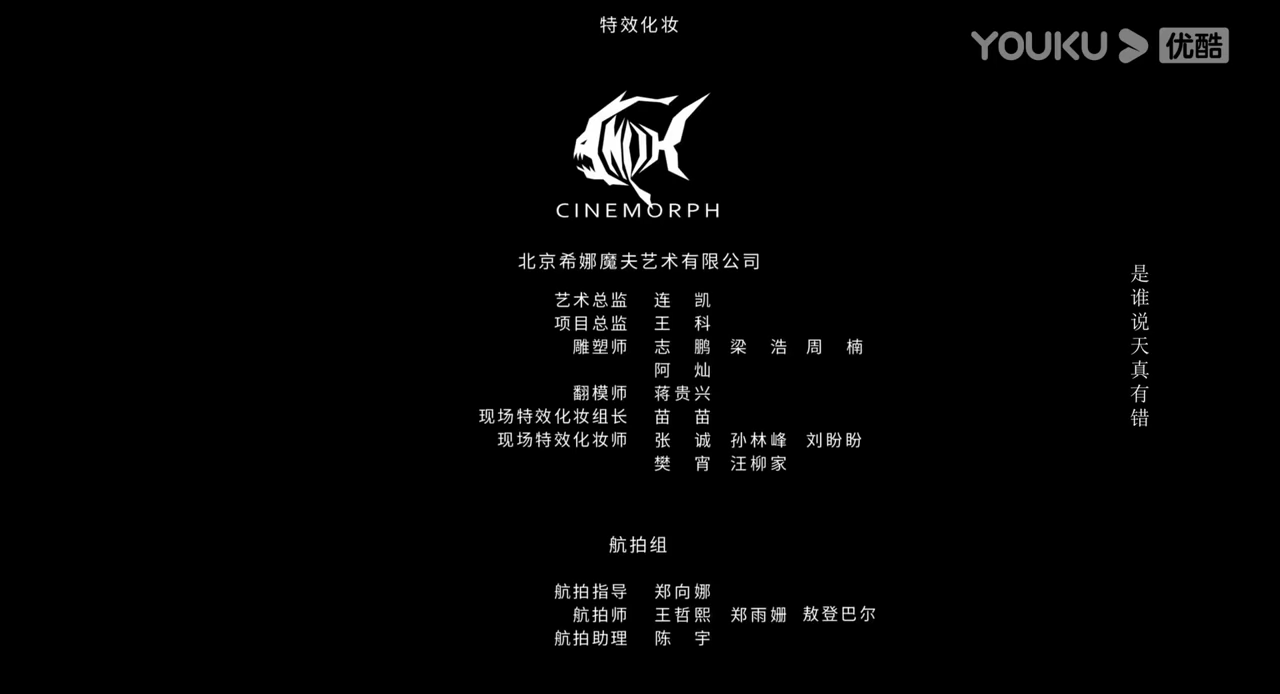 特效化妆
YOUKU 优酷
CINEMORPH
北京希娜魔夫艺术有限公司
艺术总监 连 凯
项目总监 王 科
雕塑师 志 鹏 梁 浩 周 楠
阿 灿
翻模师 蒋贵兴
现场特效化妆组长 苗 苗
现场特效化妆师 张 诚 孙林峰 刘盼盼
樊 宵 汪柳家
航拍组
航拍指导 郑向娜
航拍师 王哲熙 郑雨姗 敖登巴尔
航拍助理 陈 宇
是谁说天真有错